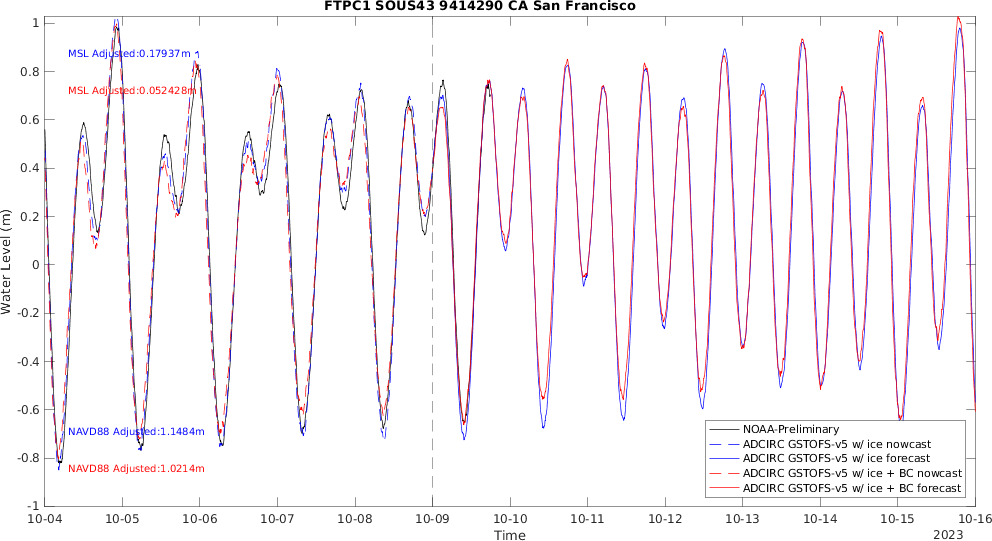 FTPC1 SOUS43 9414290 CA San Francisco
1
0.8
0.6
0.4
0.2
0
-0.2
-0.4
-0.6
-0.8
-1
Water Level (m)
MSL Adjusted:0.17937m
MSL Adjusted:0.052428m
NAVD88 Adjusted:1.1484m
NAVD88 Adjusted:1.0214m
NOAA-Preliminary
ADCIRC GSTOFS-v5 w/ ice nowcast
ADCIRC GSTOFS-v5 w/ ice forecast
ADCIRC GSTOFS-v5 w/ ice + BC nowcast
ADCIRC GSTOFS-v5 w/ ice + BC forecast
10-04 10-05 10-06 10-07 10-08 10-09 10-10 10-11 10-12 10-13 10-14 10-15 10-16
Time
2023